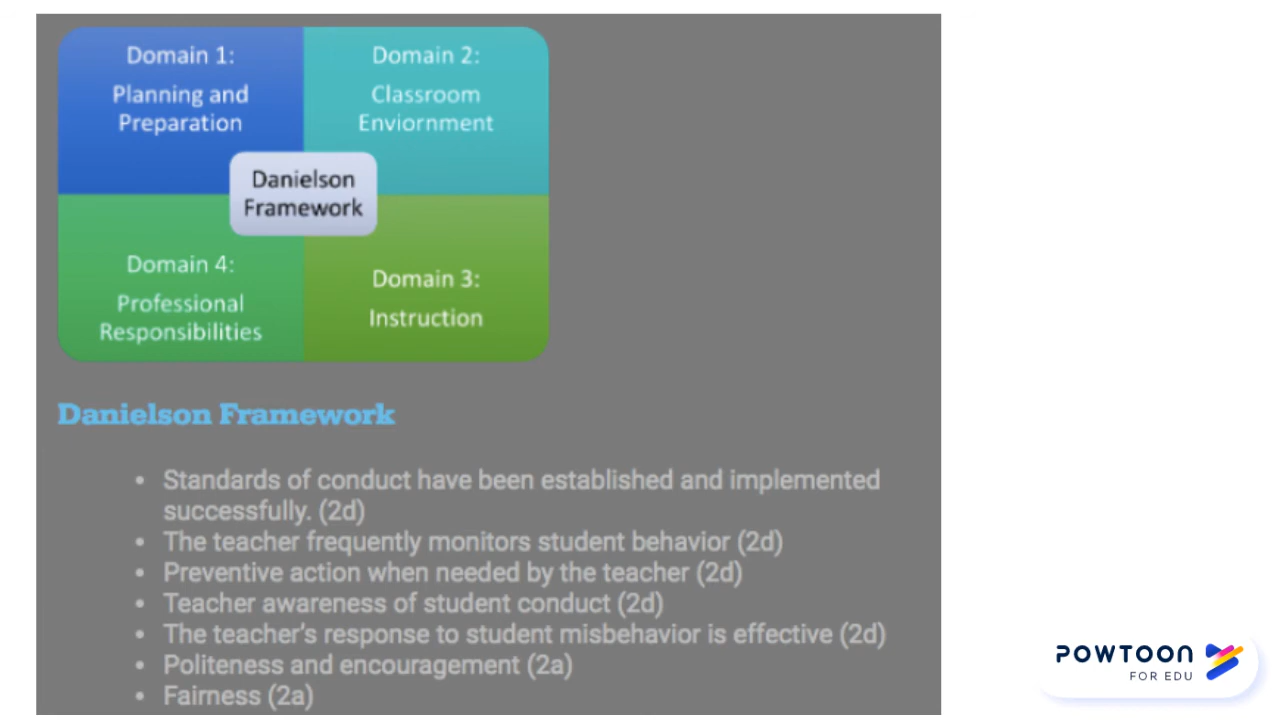 Domain 1:
Planning and
Preparation
Domain 2:
Classroom
Enviornment
Danielson
Framework
Domain 4:
Professional
Responsibilities
Domain 3:
Instruction
Danielson Framework
• Standards of conduct have been established and implemented
successfully. (2d)
• The teacher frequently monitors student behavior (2d)
• Preventive action when needed by the teacher (2d)
• Teacher awareness of student conduct (2d)
• The teacher's response to student misbehavior is effective (2d)
• Politeness and encouragement (2a)
• Fairness (2a)
POWTOON
FOR EDU